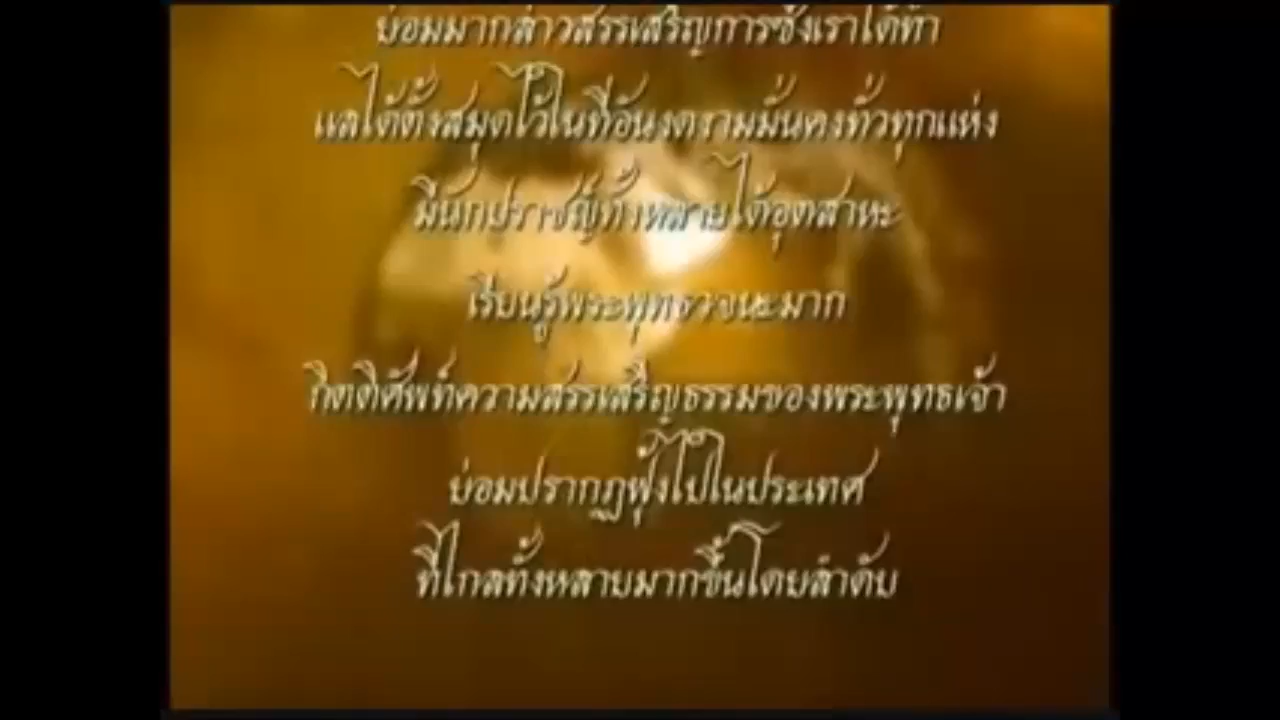 ย่อมมากล่าวสรรเสริญการซึ่งเราได้ทำ
แลได้ตั้งสมุดไว้ในที่อันงดงามมั่นคงทั่วทุกแห่ง
มีนักปราชญ์ทั้งหลายได้อุตสาหะ
เรียนรู้พระพุทธวจนะมาก
กิตติศัพท์ความสรรเสริญธรรมของพระพุทธเจ้า
ย่อมปรากฏฟุ้งไปในประเทศ
ที่ไกลทั้งหลายมากขึ้นโดยลำดับ